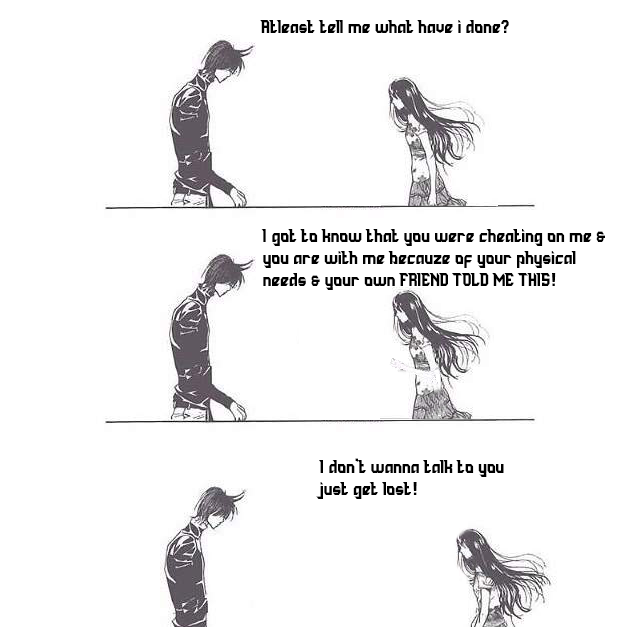 Atleast tell me what have i done?
I got to know that you were cheating on me &
you are with me becauze of your physical
needs & your own FRIEND TOLD ME THIS!
I don't wanna talk to you
just get lost!